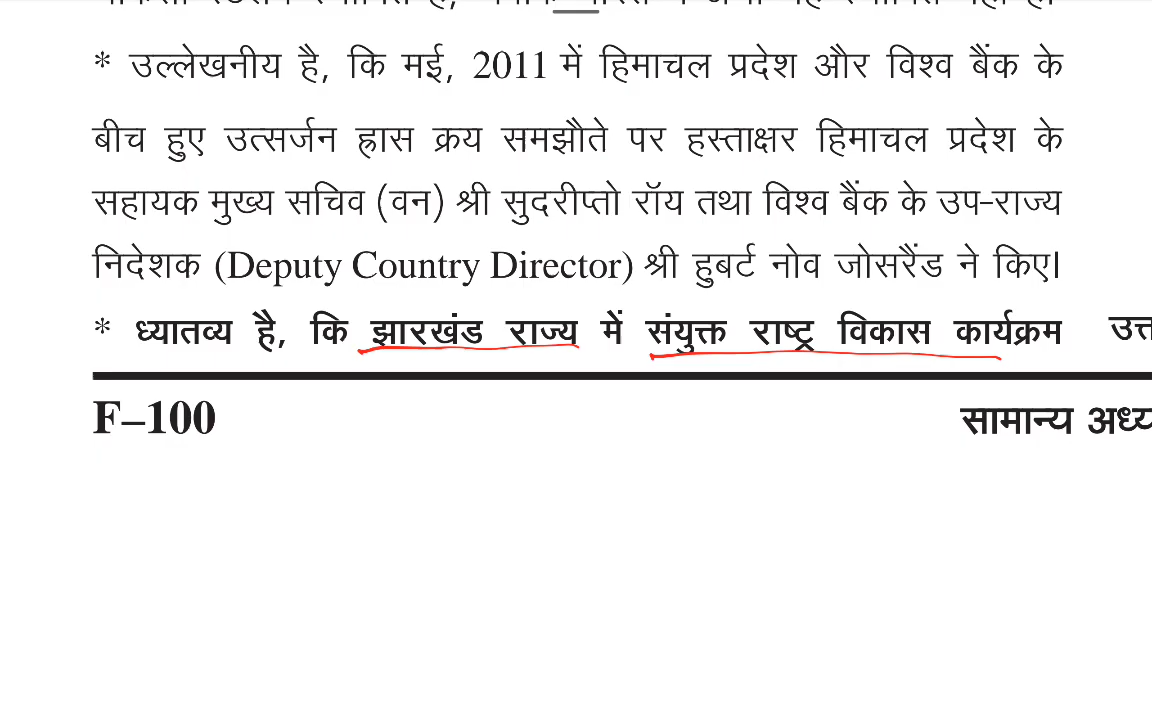 * उल्लेखनीय है, कि मई, 2011 में हिमाचल प्रदेश और विश्व बैंक के
बीच हुए उत्सर्जन ह्रास क्रय समझौते पर हस्ताक्षर हिमाचल प्रदेश के
सहायक मुख्य सचिव (वन) श्री सुदरीप्तो रॉय तथा विश्व बैंक के उप-राज्य
निदेशक (Deputy Country Director) श्री हुबर्ट नोव जोसरैंड ने किए।
* ध्यातव्य है, कि झारखंड राज्य में संयुक्त राष्ट्र विकास कार्यक्रम
F–100
सामान्य